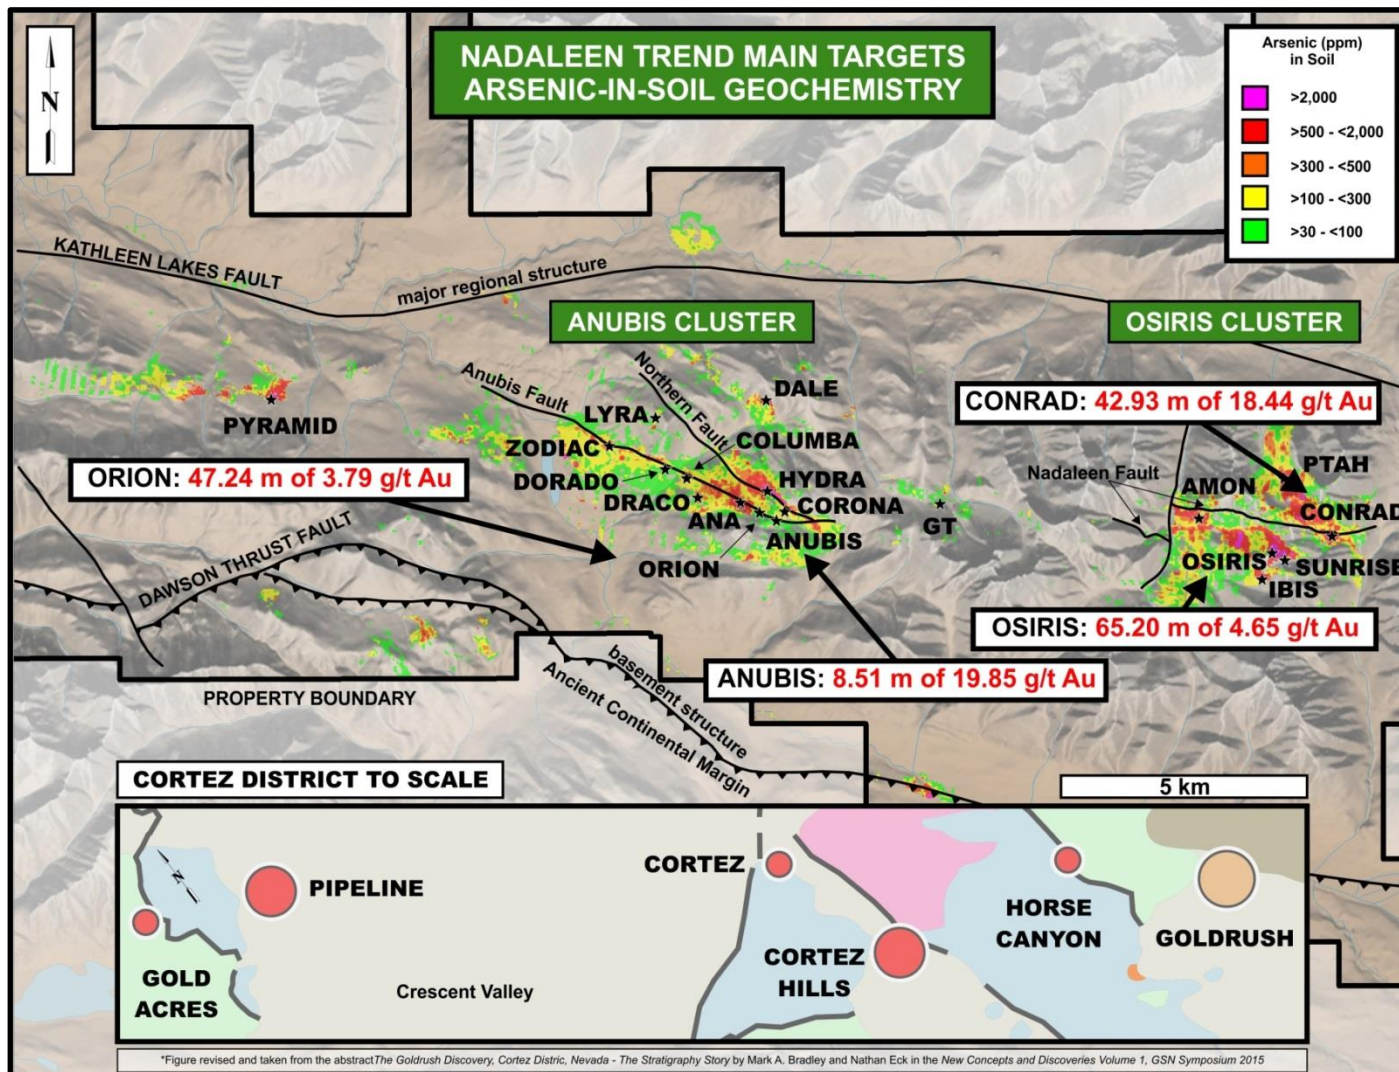 NADALEEN TREND MAIN TARGETS
ARSENIC-IN-SOIL GEOCHEMISTRY
N
Arsenic (ppm)
in Soil
>2,000
>500 - <2,000
>300 - <500
>100 - <300
>30 - <100
KATHLEEN LAKES FAULT
major regional structure
ANUBIS CLUSTER
OSIRIS CLUSTER
Anubis Fault
Northern Fault
DALE
LYRA
PYRAMID
COLUMBA
ZODIAC
CONRAD: 42.93 m of 18.44 g/t Au
ORION: 47.24 m of 3.79 g/t Au
DORADO
HYDRA
DRACO
CORONA
ANA
ANUBIS
ORION
GT
Nadaleen Fault
PTAH
AMON
CONRAD
OSIRIS
SUNRISE
IBIS
DAWSON THRUST FAULT
OSIRIS: 65.20 m of 4.65 g/t Au
ANUBIS: 8.51 m of 19.85 g/t Au
PROPERTY BOUNDARY
basement structure
Ancient Continental Margin
CORTEZ DISTRICT TO SCALE
5 km
N
PIPELINE
CORTEZ
GOLD
ACRES
Crescent Valley
CORTEZ
HILLS
HORSE
CANYON
GOLDRUSH
*Figure revised and taken from the abstract The Goldrush Discovery, Cortez Distric, Nevada - The Stratigraphy Story by Mark A. Bradley and Nathan Eck in the New Concepts and Discoveries Volume 1, GSN Symposium 2015